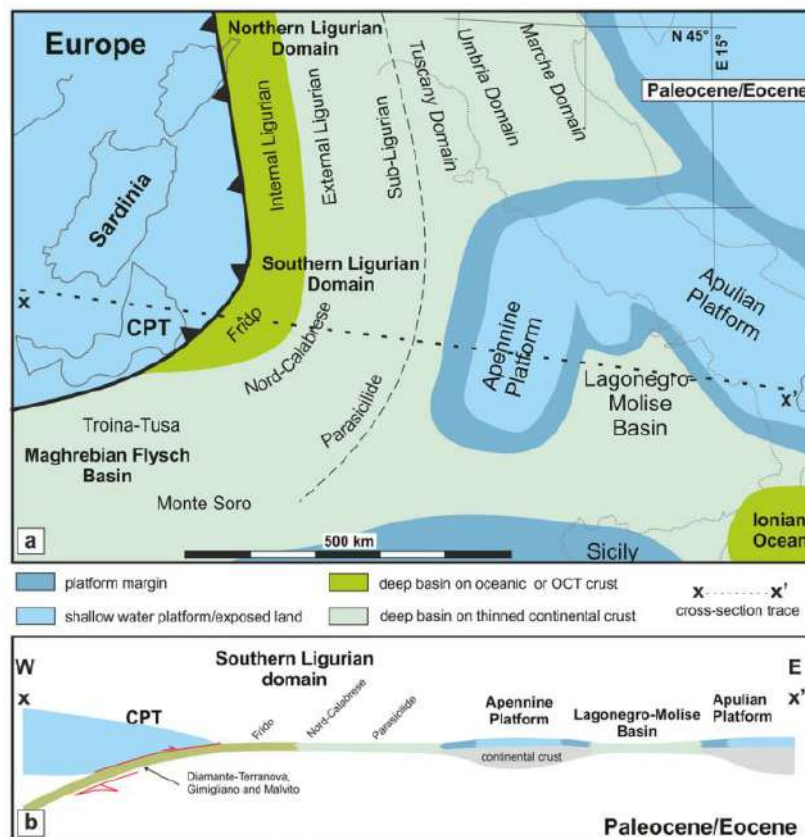 Europe
Northern Ligurian
Domain
Internal Ligurian
External Ligurian
Sub-Ligurian
Tuscany Domain
Umbria Domain
Marche Domain
N 45°
E 15°
Paleocene/Eocene
Sardinia
Southern Ligurian
Domain
x
CPT
Frido
Nord-Calabrese
Parasicilide
Apennine
Platform
Apulian
Platform
Lagonegro-
Molise
Basin
x'
Troina-Tusa
Maghrebian Flysch
Basin
Monte Soro
500 km
Sicily
Ionian
Ocean
a
platform margin
deep basin on oceanic or OCT crust
x x'
shallow water platform/exposed land
deep basin on thinned continental crust
cross-section trace
W
E
x
x'
Southern Ligurian
domain
CPT
Frido
Nord-Calabrese
Parasicilide
Apennine
Platform
Lagonegro-Molise
Basin
Apulian
Platform
continental crust
Diamante-Terranova,
Gimigliano and Malvito
b
Paleocene/Eocene